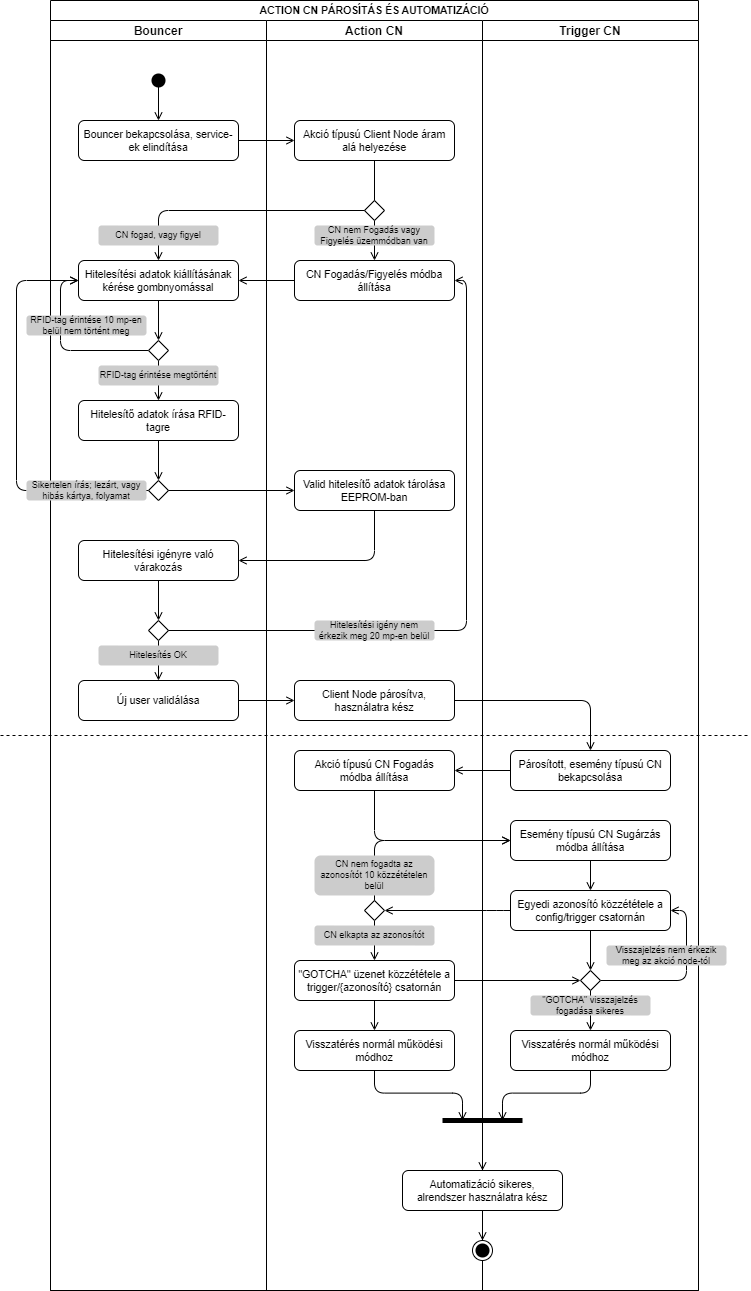 ACTION CN PÁROSÍTÁS ÉS AUTOMATIZÁCIÓ
Bouncer
Action CN
Trigger CN
Bouncer bekapcsolása, service-
ek elindítása
Akció típusú Client Node áram
alá helyezése
CN fogad, vagy figyel
CN nem Fogadás vagy
Figyelés üzemmódban van
Hitelesítési adatok kiállításának
kérése gombnyomással
CN Fogadás/Figyelés módba
állítása
RFID-tag érintése 10 mp-en
belül nem történt meg
RFID-tag érintése megtörtént
Hitelesítő adatok írása RFID-
tagre
Sikertelen írás; lezárt, vagy
hibás kártya, folyamat
Valid hitelesítő adatok tárolása
EEPROM-ban
Hitelesítési igényre való
várakozás
Hitelesítési igény nem
érkezik meg 20 mp-en belül
Hitelesítés OK
Új user validálása
Client Node párosítva,
használatra kész
Akció típusú CN Fogadás
módba állítása
Párosított, esemény típusú CN
bekapcsolása
Esemény típusú CN Sugárzás
módba állítása
CN nem fogadta az
azonosítót 10 közzétételen
belül
Egyedi azonosító közzététele a
config/trigger csatornán
CN elkapta az azonosítót
Visszajelzés nem érkezik
meg az akció node-tól
"GOTCHA" üzenet közzététele a
trigger/{azonosító} csatornán
"GOTCHA" visszajelzés
fogadása sikeres
Visszatérés normál működési
módhoz
Visszatérés normál működési
módhoz
Automatizáció sikeres,
alrendszer használatra kész